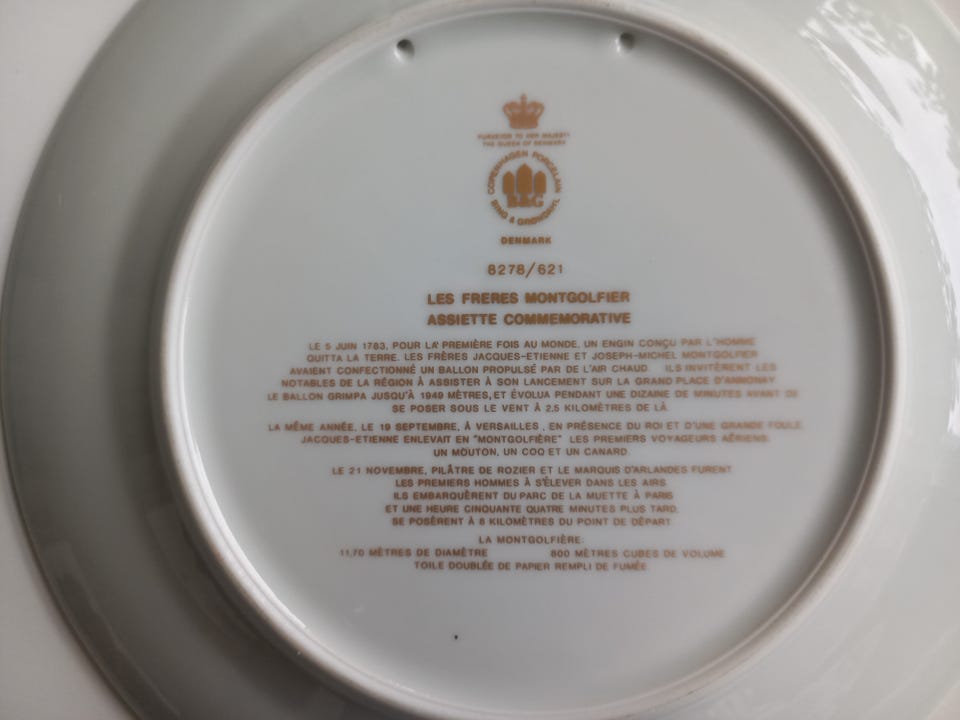 PURVEYOR TO HER MAJESTY
THE QUEEN OF DENMARK
COPENHAGEN PORCELAIN
B&G
BING & GRØNDAHL
DENMARK
8278/621
LES FRERES MONTGOLFIER
ASSIETTE COMMEMORATIVE
LE 5 JUIN 1783, POUR LA PREMIÈRE FOIS AU MONDE, UN ENGIN CONÇU PAR L'HOMME
QUITTA LA TERRE. LES FRÈRES JACQUES-ETIENNE ET JOSEPH-MICHEL MONTGOLFIER
AVAIENT CONFECTIONNÉ UN BALLON PROPULSÉ PAR DE L'AIR CHAUD. ILS INVITÈRENT LES
NOTABLES DE LA RÉGION À ASSISTER À SON LANCEMENT SUR LA GRAND PLACE D'ANNONAY.
LE BALLON GRIMPA JUSQU'À 1949 MÈTRES, ET ÉVOLUA PENDANT UNE DIZAINE DE MINUTES AVANT DE
SE POSER SOUS LE VENT À 2,5 KILOMÈTRES DE LÀ.
LA MÊME ANNÉE, LE 19 SEPTEMBRE, À VERSAILLES, EN PRÉSENCE DU ROI ET D'UNE GRANDE FOULE,
JACQUES-ETIENNE ENLEVAIT EN "MONTGOLFIÈRE" LES PREMIERS VOYAGEURS AÉRIENS:
UN MOUTON, UN COQ ET UN CANARD.
LE 21 NOVEMBRE, PILÂTRE DE ROZIER ET LE MARQUIS D'ARLANDES FURENT
LES PREMIERS HOMMES À S'ÉLEVER DANS LES AIRS.
ILS EMBARQUÈRENT DU PARC DE LA MUETTE À PARIS
ET UNE HEURE CINQUANTE QUATRE MINUTES PLUS TARD,
SE POSÈRENT À 8 KILOMÈTRES DU POINT DE DÉPART.
LA MONTGOLFIÈRE:
11,70 MÈTRES DE DIAMÈTRE 800 MÈTRES CUBES DE VOLUME
TOILE DOUBLÉE DE PAPIER REMPLI DE FUMÉE